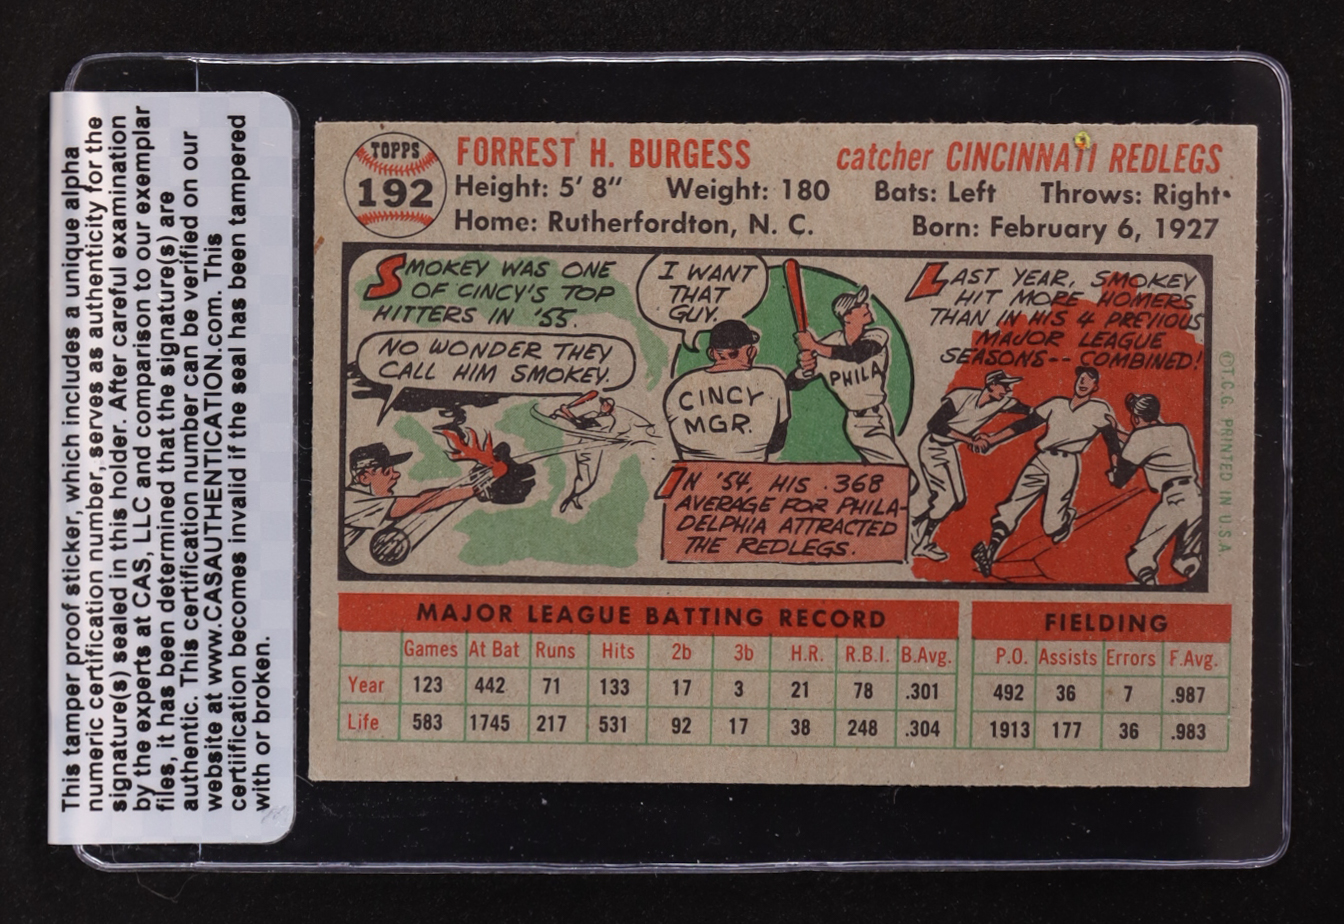 This tamper proof sticker, which includes a unique alpha
numeric certification number, serves as authenticity for the
signature(s) sealed in this holder. After careful examination
by the experts at CAS, LLC and comparison to our exemplar
files, it has been determined that the signature(s) are
authentic. This certification number can be verified on our
website at www.CASAUTHENTICATION.com. This
certiification becomes invalid if the seal has been tampered
with or broken.
TOPPS
192
FORREST H. BURGESS catcher CINCINNATI REDLEGS
Height: 5' 8" Weight: 180 Bats: Left Throws: Right
Home: Rutherfordton, N. C. Born: February 6, 1927
SMOKEY WAS ONE
OF CINCY'S TOP
HITTERS IN '55.
NO WONDER THEY
CALL HIM SMOKEY.
I WANT
THAT
GUY.
CINCY
MGR.
PHILA
IN '54, HIS .368
AVERAGE FOR PHILA-
DELPHIA ATTRACTED
THE REDLEGS.
LAST YEAR, SMOKEY
HIT MORE HOMERS
THAN IN HIS 4 PREVIOUS
MAJOR LEAGUE
SEASONS-- COMBINED!
©T.C.G. PRINTED IN U.S.A.
MAJOR LEAGUE BATTING RECORD FIELDING
Games At Bat Runs Hits 2b 3b H.R. R.B.I. B.Avg. P.O. Assists Errors F.Avg.
Year 123 442 71 133 17 3 21 78 .301 492 36 7 .987
Life 583 1745 217 531 92 17 38 248 .304 1913 177 36 .983